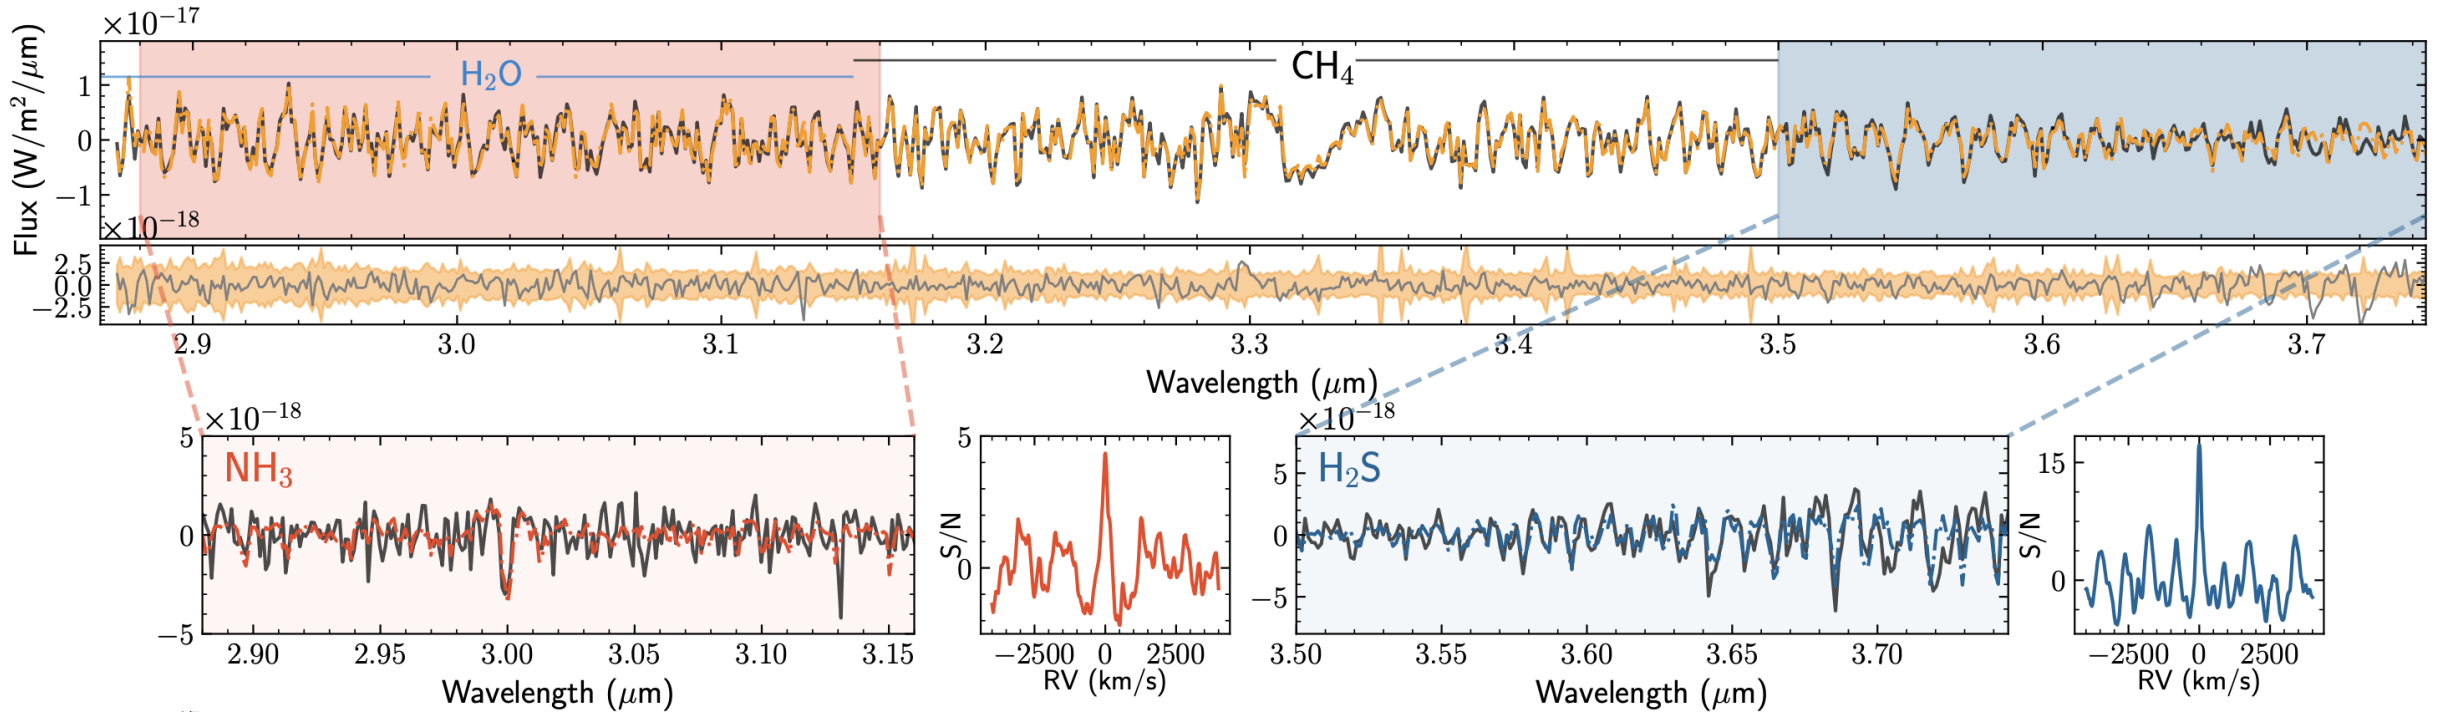 ×10⁻¹⁷
Flux (W/m²/μm)
1
0
−1
H₂O
CH₄
×10⁻¹⁸
2.5
0.0
−2.5
2.9 3.0 3.1 3.2 3.3 3.4 3.5 3.6 3.7
Wavelength (μm)
×10⁻¹⁸
5
0
−5
NH₃
2.90 2.95 3.00 3.05 3.10 3.15
Wavelength (μm)
S/N
5
0
−2500 0 2500
RV (km/s)
×10⁻¹⁸
5
0
−5
H₂S
3.50 3.55 3.60 3.65 3.70
Wavelength (μm)
S/N
15
0
−2500 0 2500
RV (km/s)